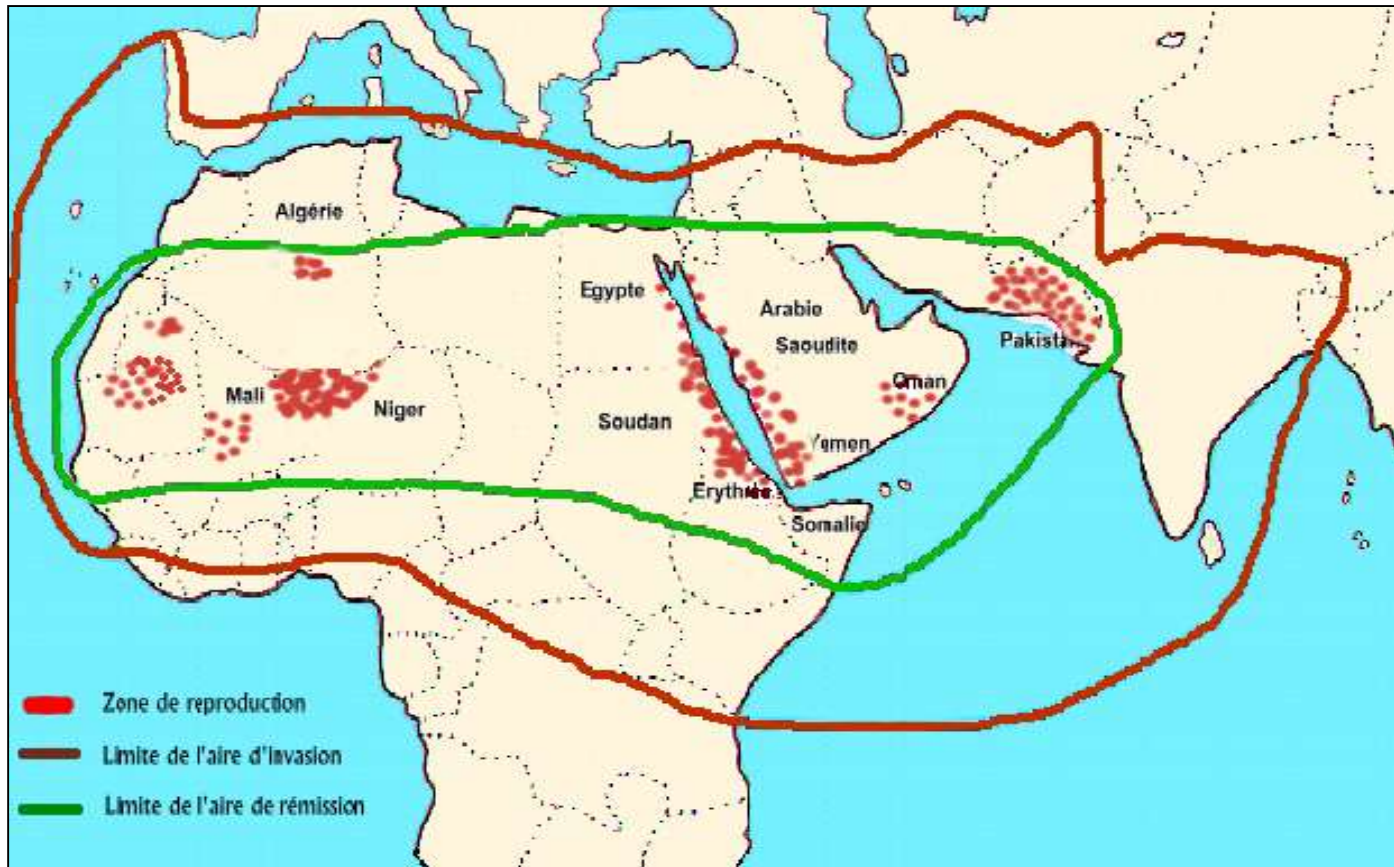 Algérie
Egypte
Arabie
Saoudite
Pakista
Mali
Niger
Oman
Soudan
Yemen
Erythrée
Somalie
Zone de reproduction
Limite de l'aire d'invasion
Limite de l'aire de rémission